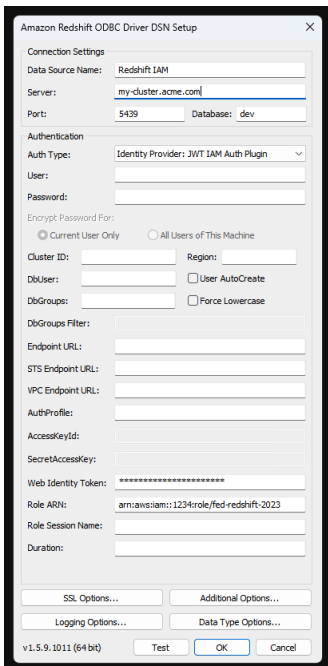 Amazon Redshift ODBC Driver DSN Setup
Connection Settings
Data Source Name: Redshift IAM
Server: my-cluster.acme.com
Port: 5439 Database: dev
Authentication
Auth Type: Identity Provider: JWT IAM Auth Plugin
User:
Password:
Encrypt Password For:
Current User Only All Users of This Machine
Cluster ID: Region:
DbUser: User AutoCreate
DbGroups: Force Lowercase
DbGroups Filter:
Endpoint URL:
STS Endpoint URL:
VPC Endpoint URL:
AuthProfile:
AccessKeyId:
SecretAccessKey:
Web Identity Token: **********************
Role ARN: arn:aws:iam::1234:role/fed-redshift-2023
Role Session Name:
Duration:
SSL Options... Additional Options...
Logging Options... Data Type Options...
v1.5.9.1011 (64 bit) Test OK Cancel